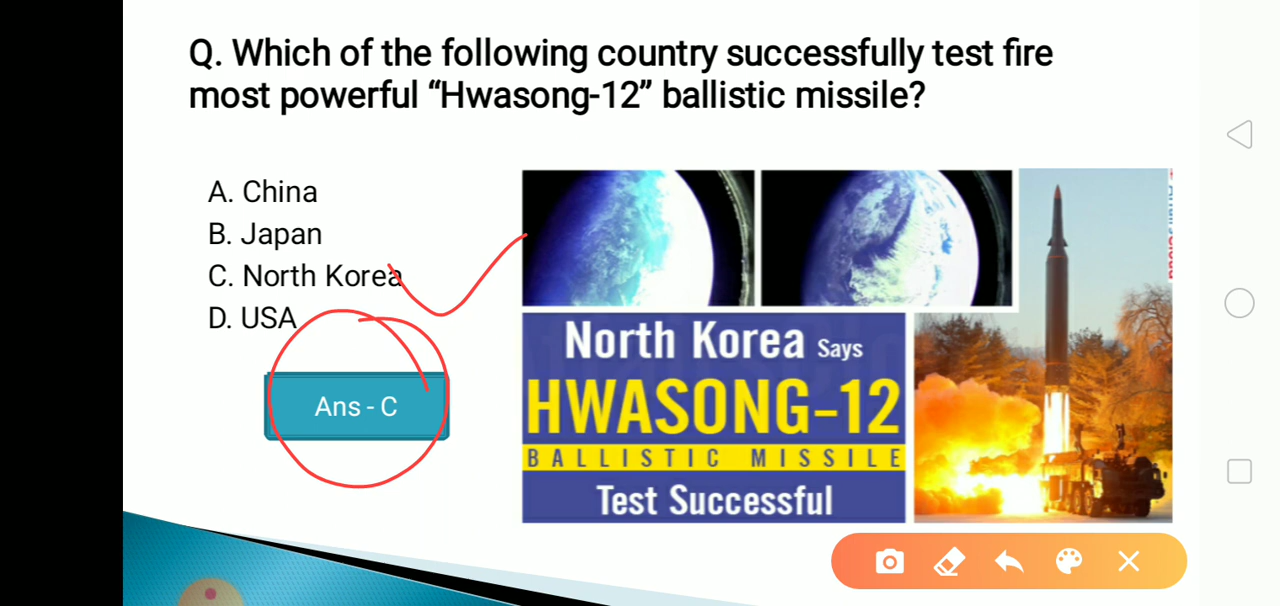 Q. Which of the following country successfully test fire
most powerful “Hwasong-12” ballistic missile?
A. China
B. Japan
C. North Korea
D. USA
Ans - C
North Korea Says
HWASONG-12
BALLISTIC MISSILE
Test Successful